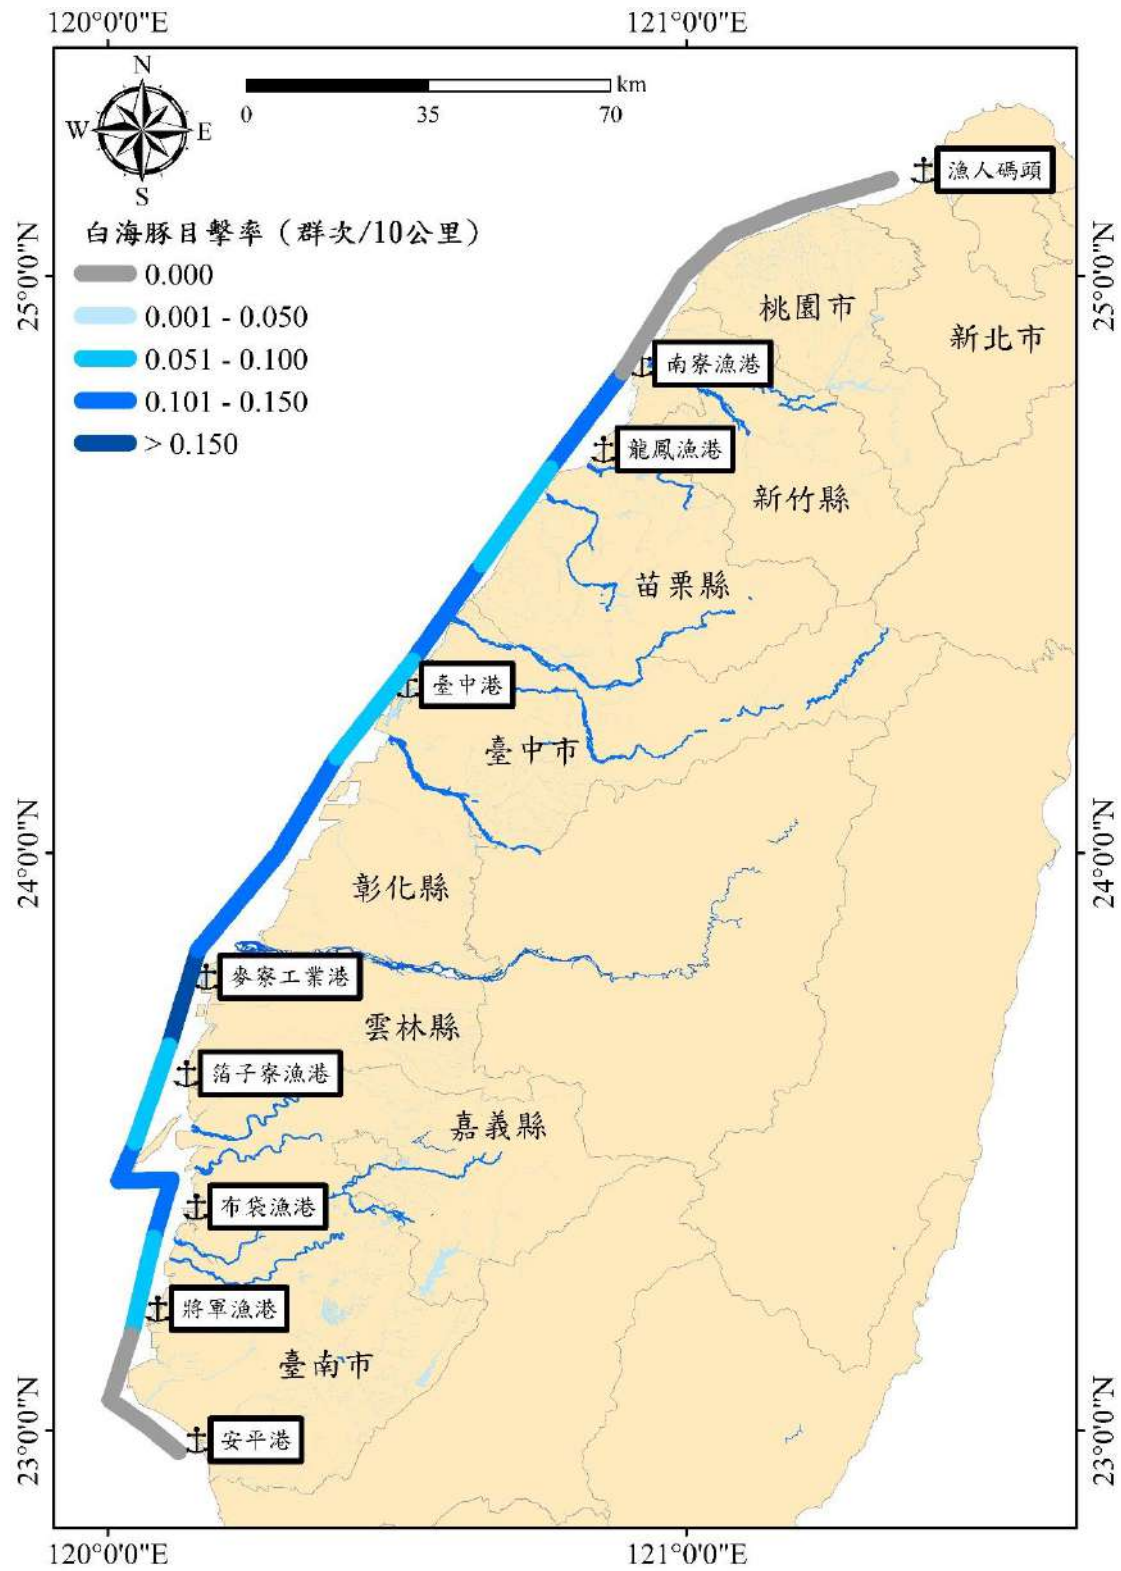 120°0'0"E
121°0'0"E
N
W
E
S
km
0
35
70
白海豚目擊率（群次/10公里）
0.000
0.001 - 0.050
0.051 - 0.100
0.101 - 0.150
> 0.150
漁人碼頭
25°0'0"N
25°0'0"N
桃園市
新北市
南寮漁港
龍鳳漁港
新竹縣
苗栗縣
臺中港
臺中市
24°0'0"N
24°0'0"N
彰化縣
麥寮工業港
雲林縣
箔子寮漁港
嘉義縣
布袋漁港
將軍漁港
臺南市
23°0'0"N
23°0'0"N
安平港
120°0'0"E
121°0'0"E